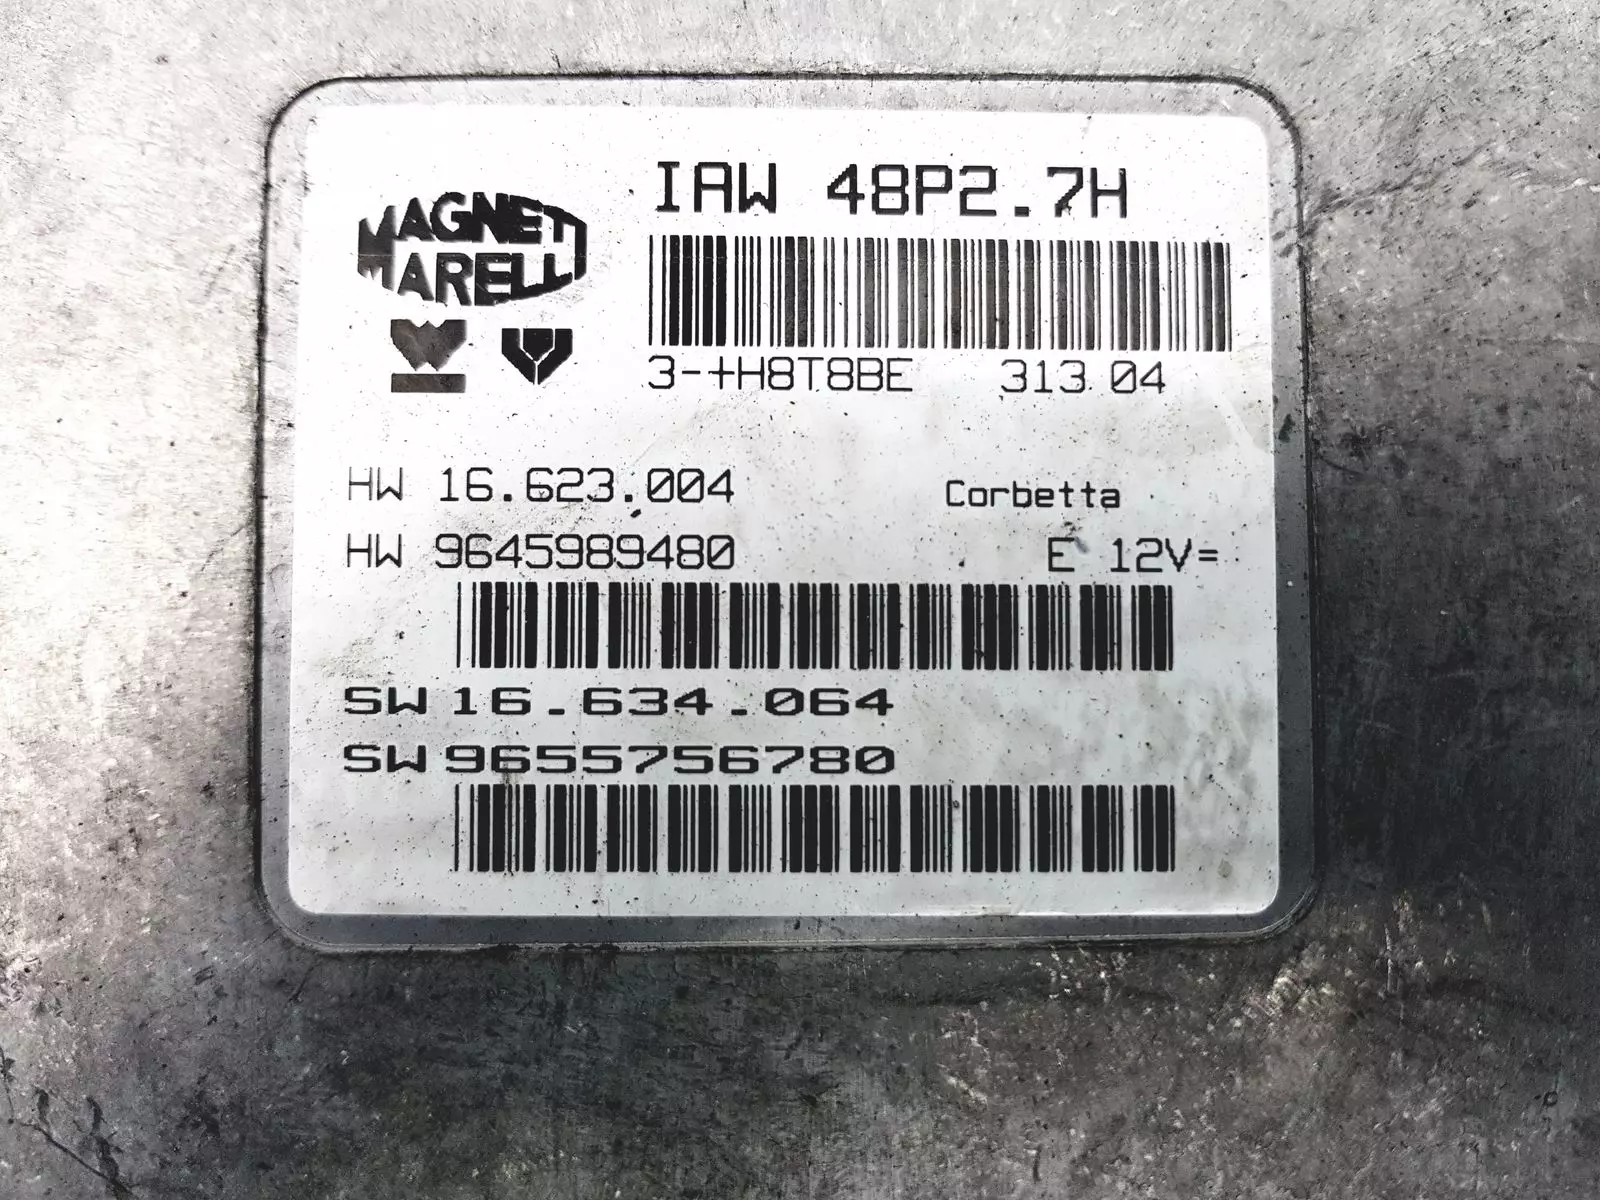 MAGNETI
MARELLI
IAW 48P2.7H
3-+H8T8BE 313 04
HW 16.623.004 Corbetta
HW 9645989480 E 12V=
SW 16.634.064
SW 9655756780